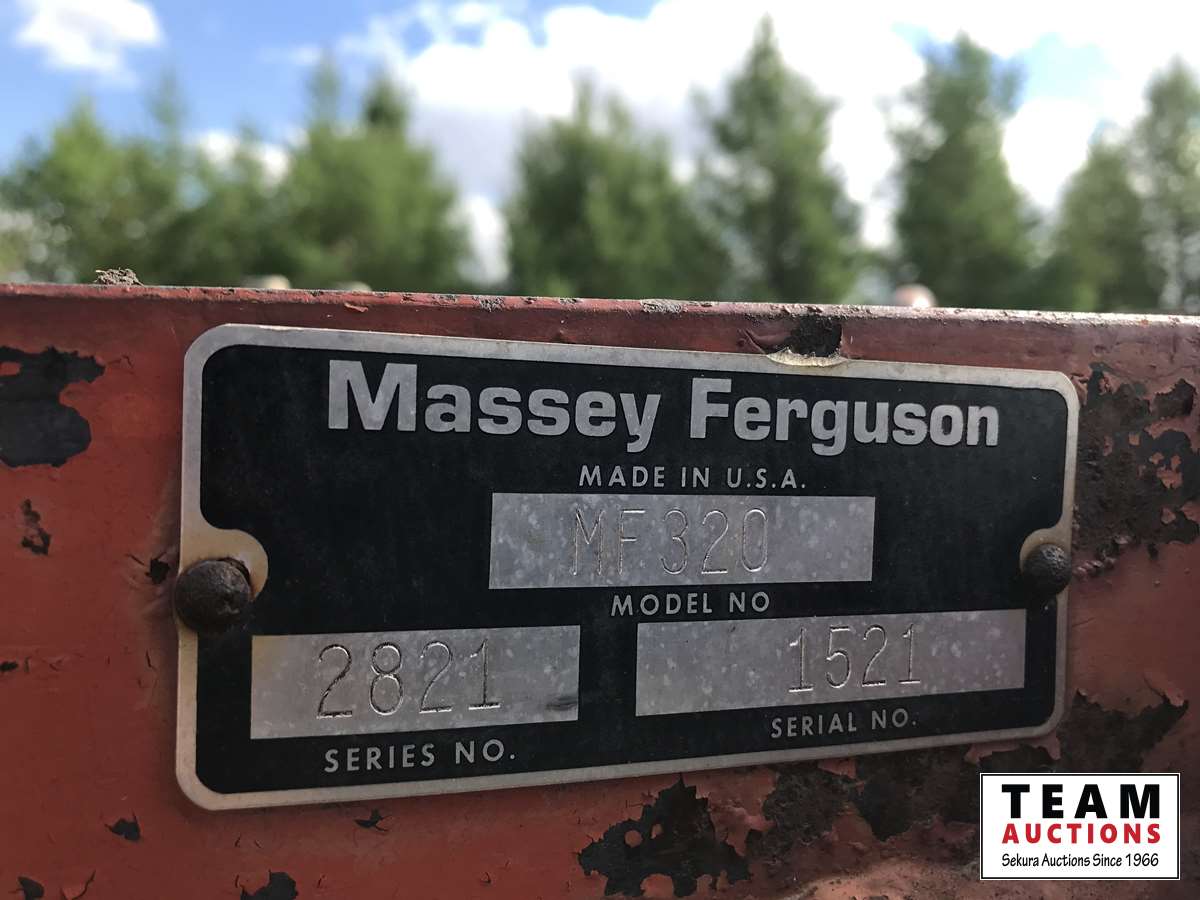 Massey Ferguson
MADE IN U.S.A.
MF320
MODEL NO
2821
1521
SERIES NO.
SERIAL NO.
TEAM
AUCTIONS
Sekura Auctions Since 1966